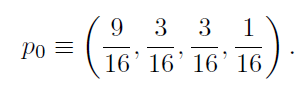 p₀ ≡ (9/16, 3/16, 3/16, 1/16).